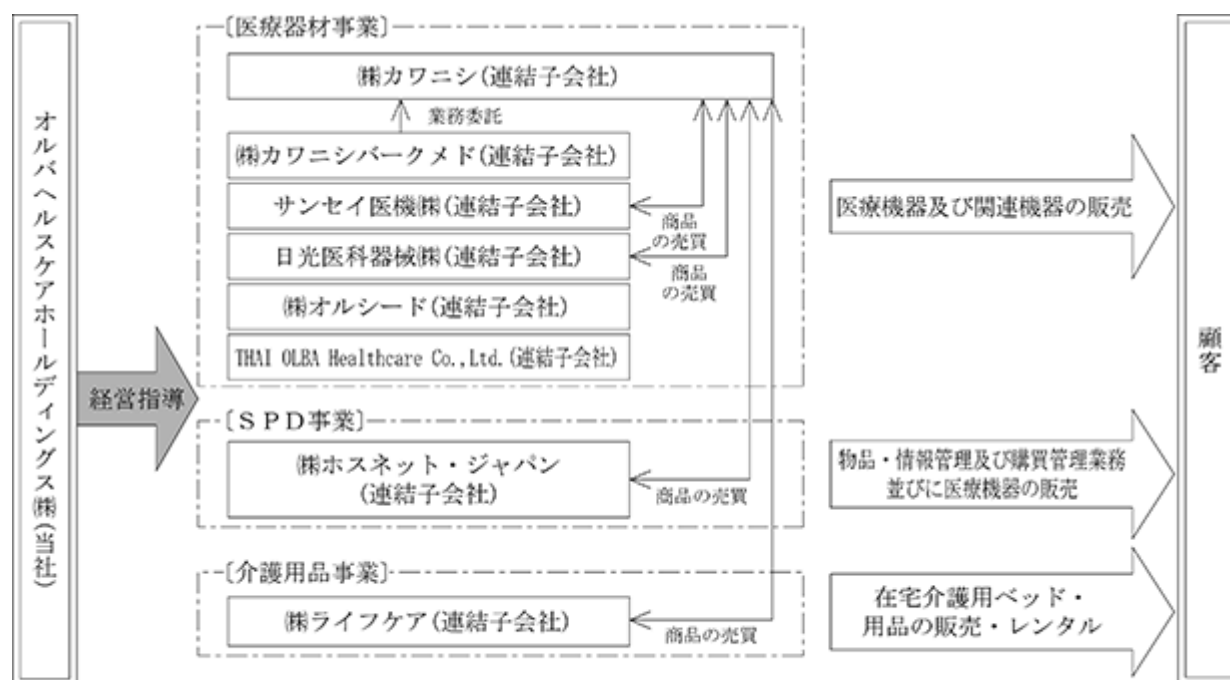 オルバヘルスケアホールディングス㈱(当社)
経営指導
〔医療器材事業〕
㈱カワニシ(連結子会社)
業務委託
㈱カワニシバークメド(連結子会社)
サンセイ医機㈱(連結子会社)
商品
の売買
日光医科器械㈱(連結子会社)
商品
の売買
㈱オルシード(連結子会社)
THAI OLBA Healthcare Co.,Ltd.(連結子会社)
医療機器及び関連機器の販売
〔ＳＰＤ事業〕
㈱ホスネット・ジャパン
(連結子会社)
商品の売買
物品・情報管理及び購買管理業務
並びに医療機器の販売
〔介護用品事業〕
㈱ライフケア(連結子会社)
商品の売買
在宅介護用ベッド・
用品の販売・レンタル
顧客